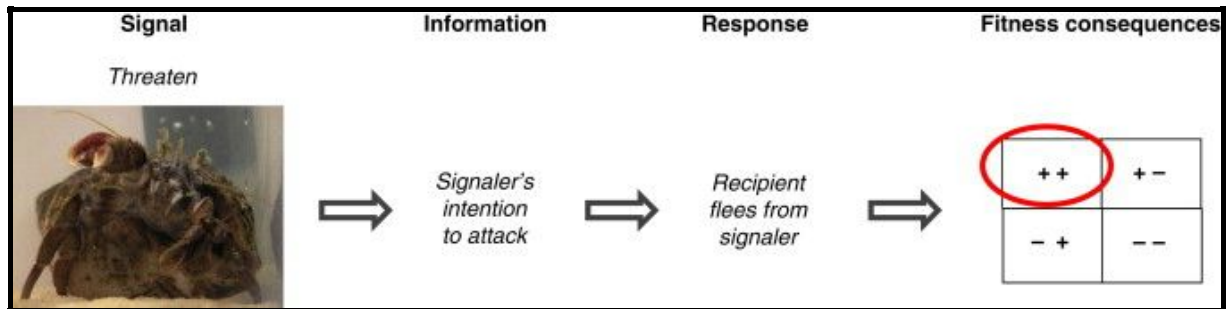 Signal Information Response Fitness consequences
Threaten
Signaler's
intention
to attack
Recipient
flees from
signaler
+ + + −
− + − −